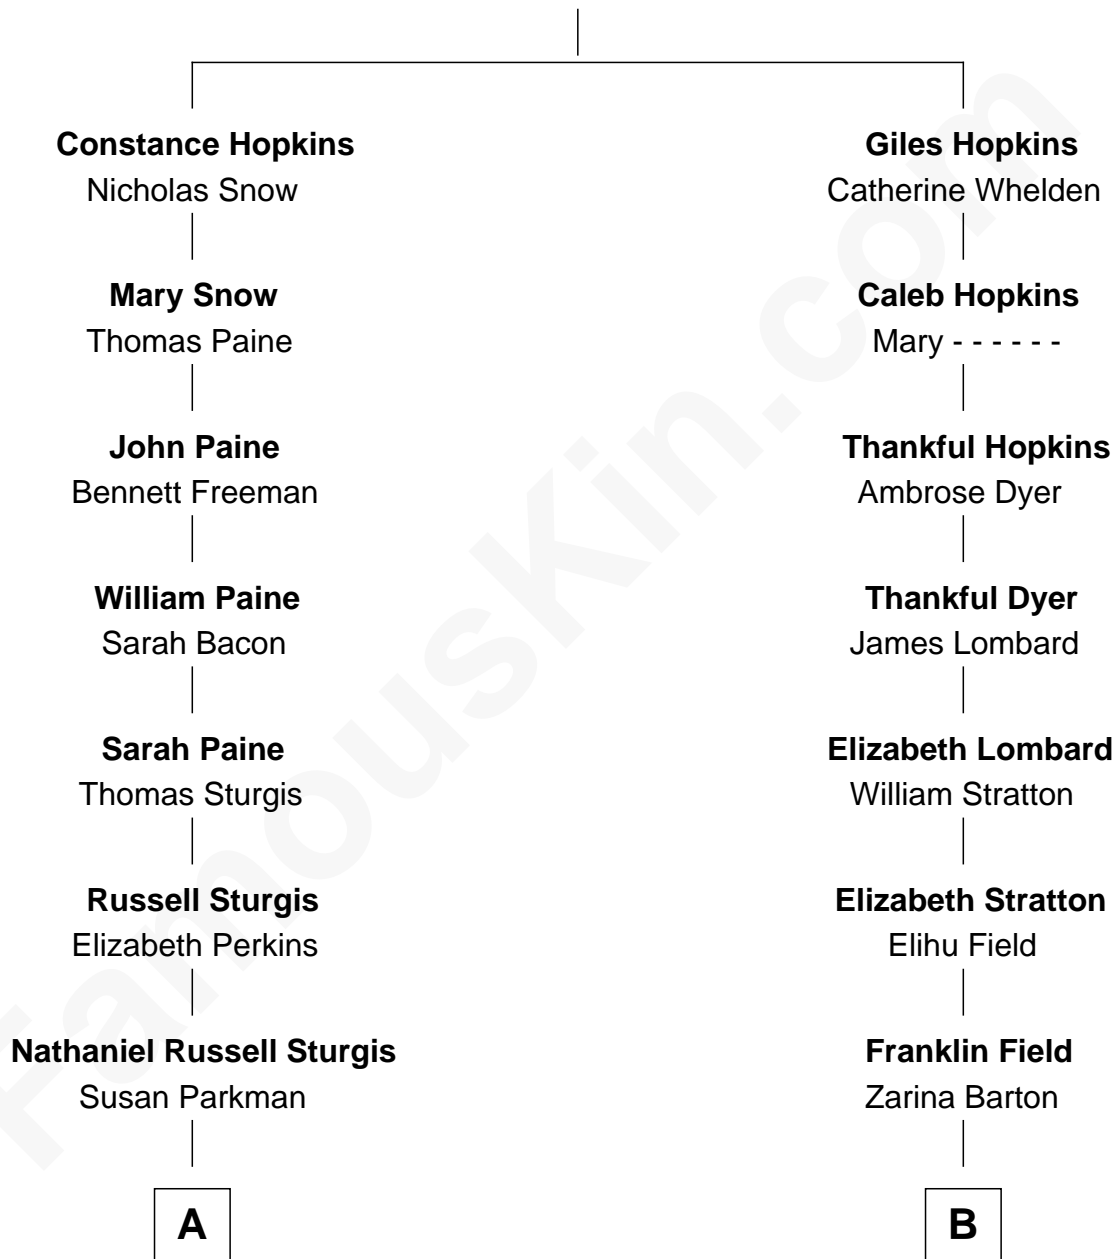 Constance Hopkins
Nicholas Snow
Mary Snow
Thomas Paine
John Paine
Bennett Freeman
William Paine
Sarah Bacon
Sarah Paine
Thomas Sturgis
Russell Sturgis
Elizabeth Perkins
Nathaniel Russell Sturgis
Susan Parkman
A
Giles Hopkins
Catherine Whelden
Caleb Hopkins
Mary - - - - - -
Thankful Hopkins
Ambrose Dyer
Thankful Dyer
James Lombard
Elizabeth Lombard
William Stratton
Elizabeth Stratton
Elihu Field
Franklin Field
Zarina Barton
B
FamousKin.com